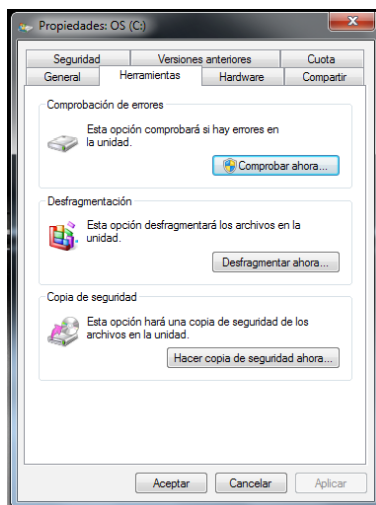 Propiedades: OS (C:)
Seguridad Versiones anteriores Cuota
General Herramientas Hardware Compartir
Comprobación de errores
Esta opción comprobará si hay errores en
la unidad.
Comprobar ahora...
Desfragmentación
Esta opción desfragmentará los archivos en la
unidad.
Desfragmentar ahora...
Copia de seguridad
Esta opción hará una copia de seguridad de los
archivos en la unidad.
Hacer copia de seguridad ahora...
Aceptar Cancelar Aplicar